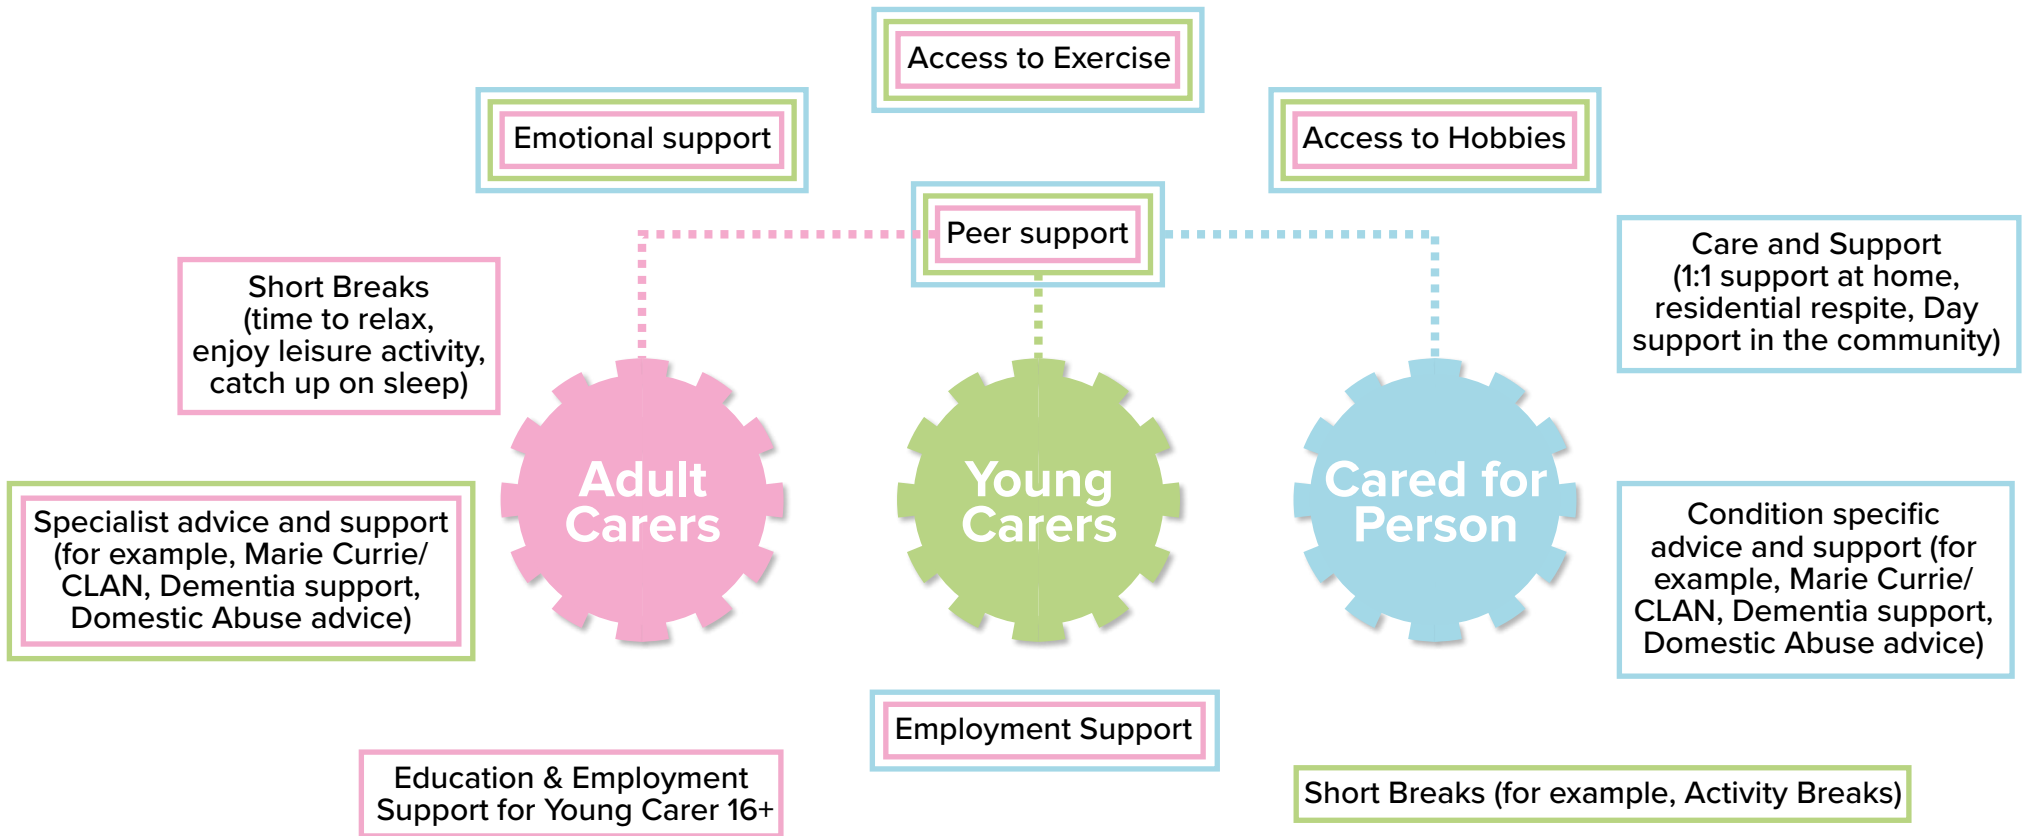 Access to Exercise
Emotional support
Access to Hobbies
Peer support
Short Breaks
(time to relax,
enjoy leisure activity,
catch up on sleep)
Care and Support
(1:1 support at home,
residential respite, Day
support in the community)
Adult
Carers
Young
Carers
Cared for
Person
Specialist advice and support
(for example, Marie Currie/
CLAN, Dementia support,
Domestic Abuse advice)
Condition specific
advice and support (for
example, Marie Currie/
CLAN, Dementia support,
Domestic Abuse advice)
Employment Support
Education & Employment
Support for Young Carer 16+
Short Breaks (for example, Activity Breaks)